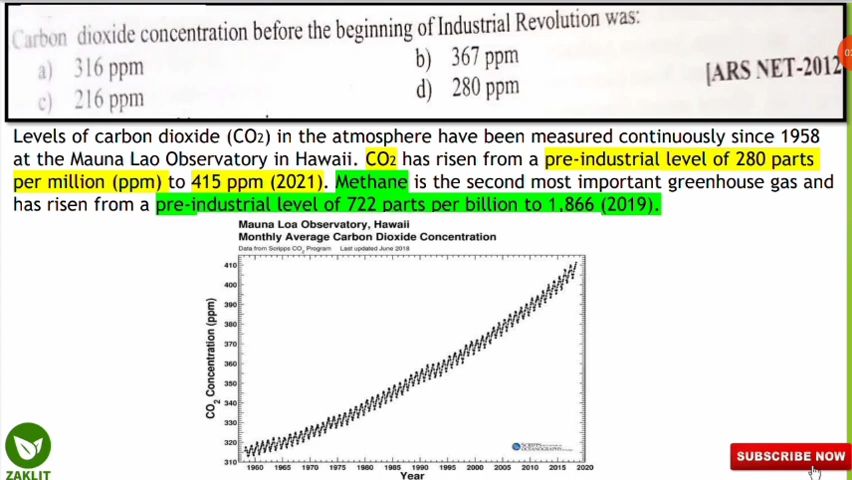 Carbon dioxide concentration before the beginning of Industrial Revolution was:
a) 316 ppm
b) 367 ppm
c) 216 ppm
d) 280 ppm
[ARS NET-2012
Levels of carbon dioxide (CO2) in the atmosphere have been measured continuously since 1958
at the Mauna Lao Observatory in Hawaii. CO2 has risen from a pre-industrial level of 280 parts
per million (ppm) to 415 ppm (2021). Methane is the second most important greenhouse gas and
has risen from a pre-industrial level of 722 parts per billion to 1,866 (2019).
Mauna Loa Observatory, Hawaii
Monthly Average Carbon Dioxide Concentration
Data from Scripps CO2 Program Last updated June 2018
CO2 Concentration (ppm)
410
400
390
380
370
360
350
340
330
320
310
1960 1965 1970 1975 1980 1985 1990 1995 2000 2005 2010 2015 2020
Year
ZAKLIT
SUBSCRIBE NOW